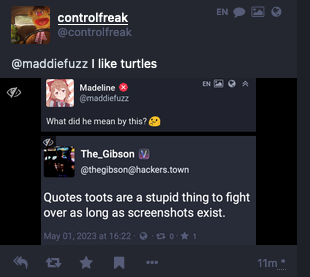 controlfreak
EN
@controlfreak
@maddiefuzz I like turtles
Madeline
EN
@maddiefuzz
What did he mean by this?
The_Gibson
@thegibson@hackers.town
Quotes toots are a stupid thing to fight
over as long as screenshots exist.
May 01, 2023 at 16:22 · 0 · 1
11m *